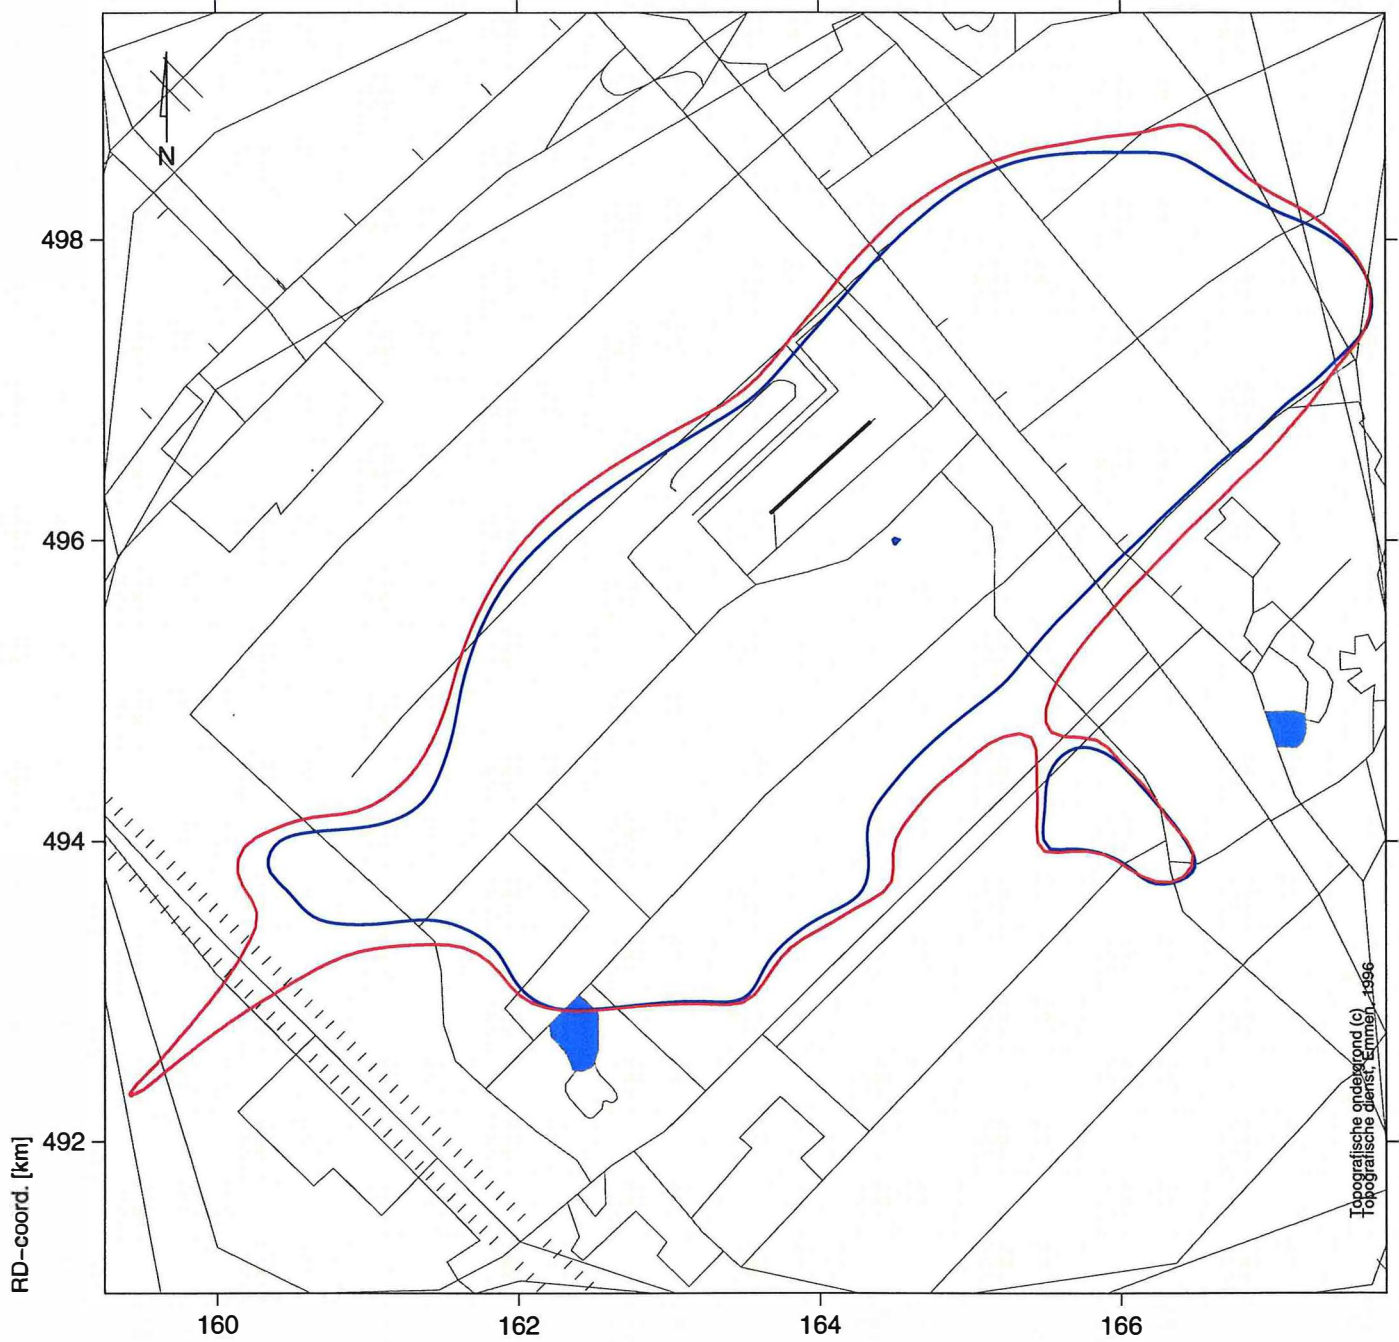 N
498
496
494
492
RD-coord. [km]
160 162 164 166
Topografische ondergrond (c)
Topografische dienst, Emmen, 1996